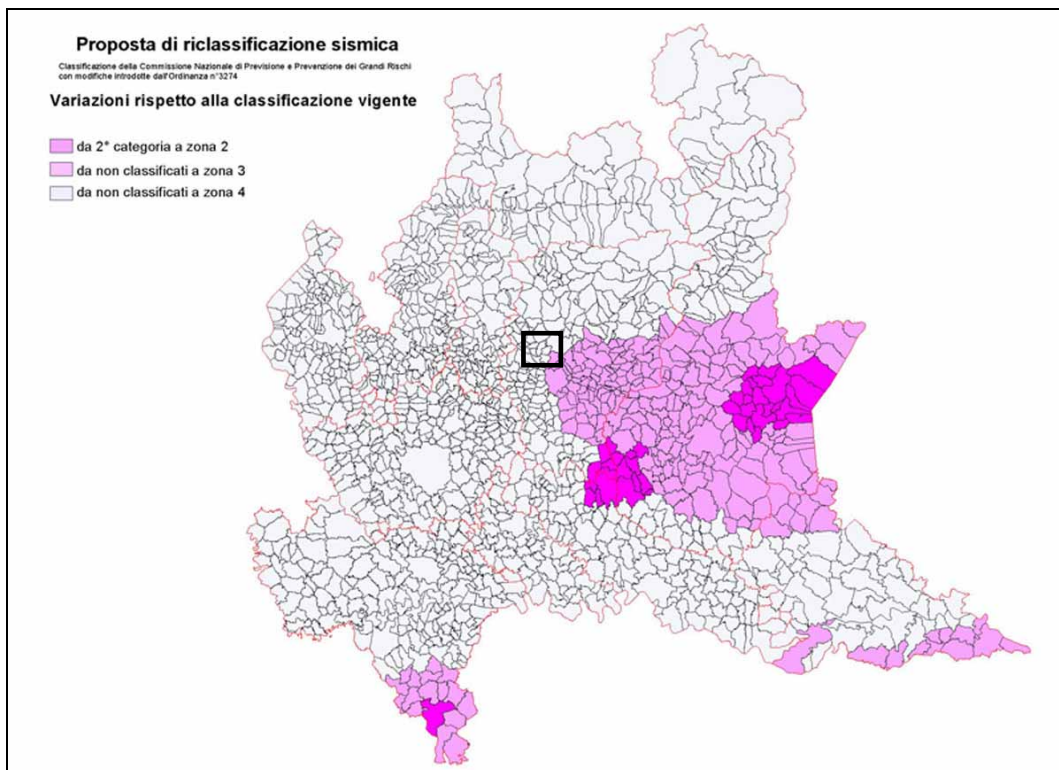 Proposta di riclassificazione sismica
Classificazione della Commissione Nazionale di Previsione e Prevenzione dei Grandi Rischi
con modifiche introdotte dall'Ordinanza n°3274
Variazioni rispetto alla classificazione vigente
da 2° categoria a zona 2
da non classificati a zona 3
da non classificati a zona 4